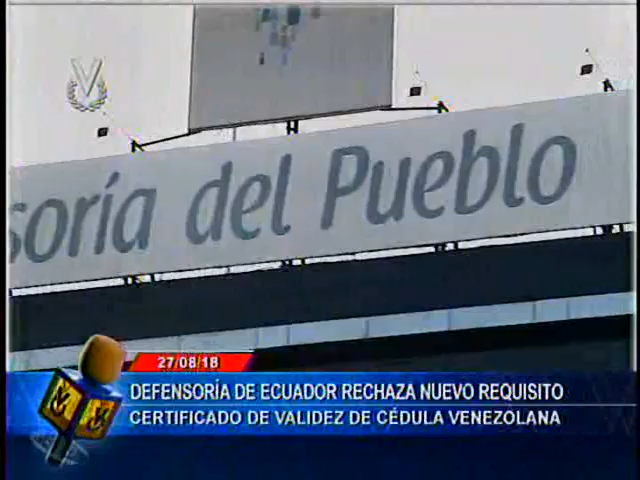 soría del Pueblo
27/08/18
DEFENSORÍA DE ECUADOR RECHAZA NUEVO REQUISITO
CERTIFICADO DE VALIDEZ DE CÉDULA VENEZOLANA